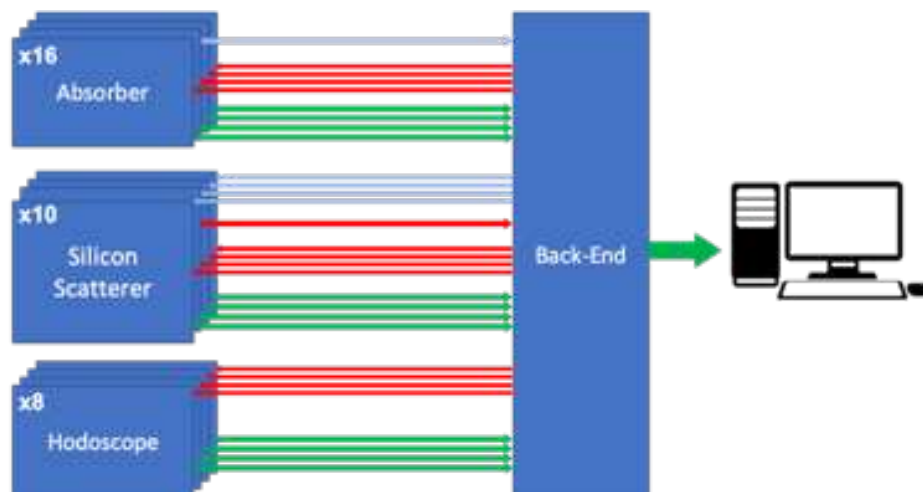 x16
Absorber
x10
Silicon
Scatterer
Back-End
x8
Hodoscope